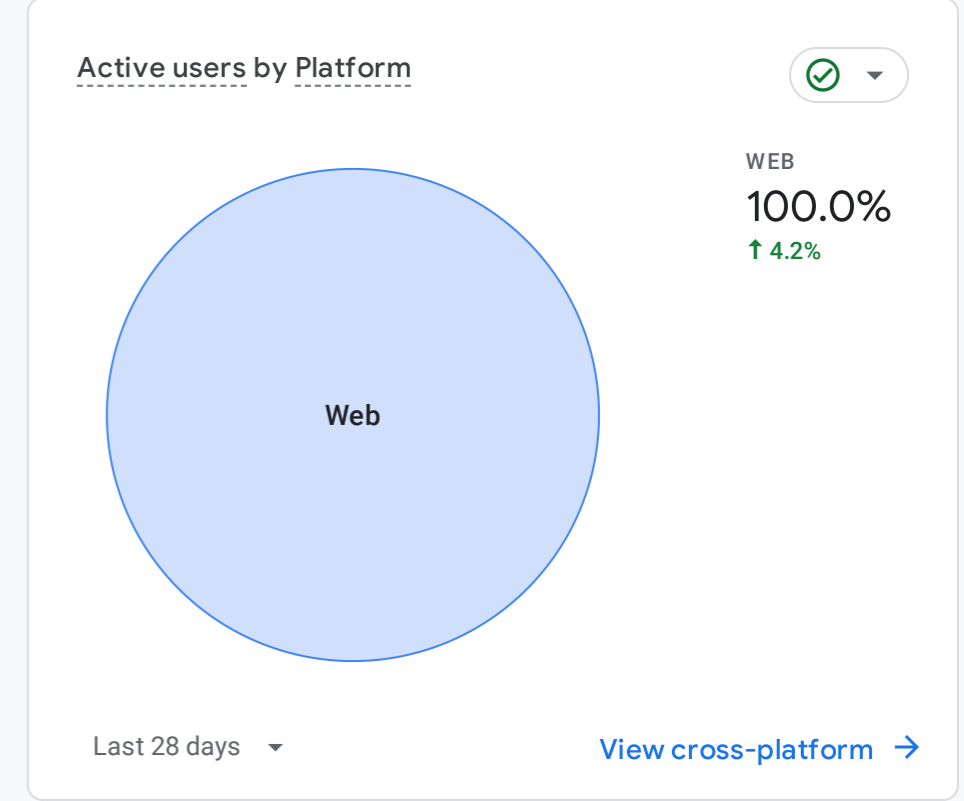 Active users by Platform
WEB
100.0%
↑ 4.2%
Web
Last 28 days
View cross-platform →